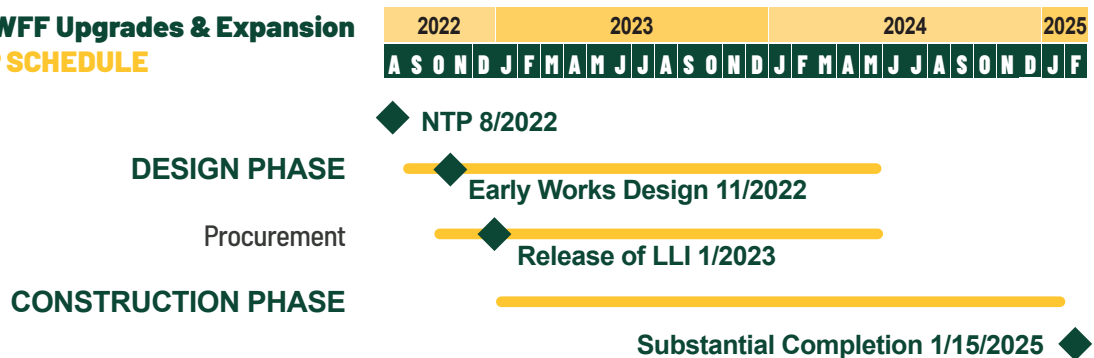 WFF Upgrades & Expansion
SCHEDULE
2022 2023 2024 2025
A S O N D J F M A M J J A S O N D J F M A M J J A S O N D J F
NTP 8/2022
DESIGN PHASE
Early Works Design 11/2022
Procurement
Release of LLI 1/2023
CONSTRUCTION PHASE
Substantial Completion 1/15/2025